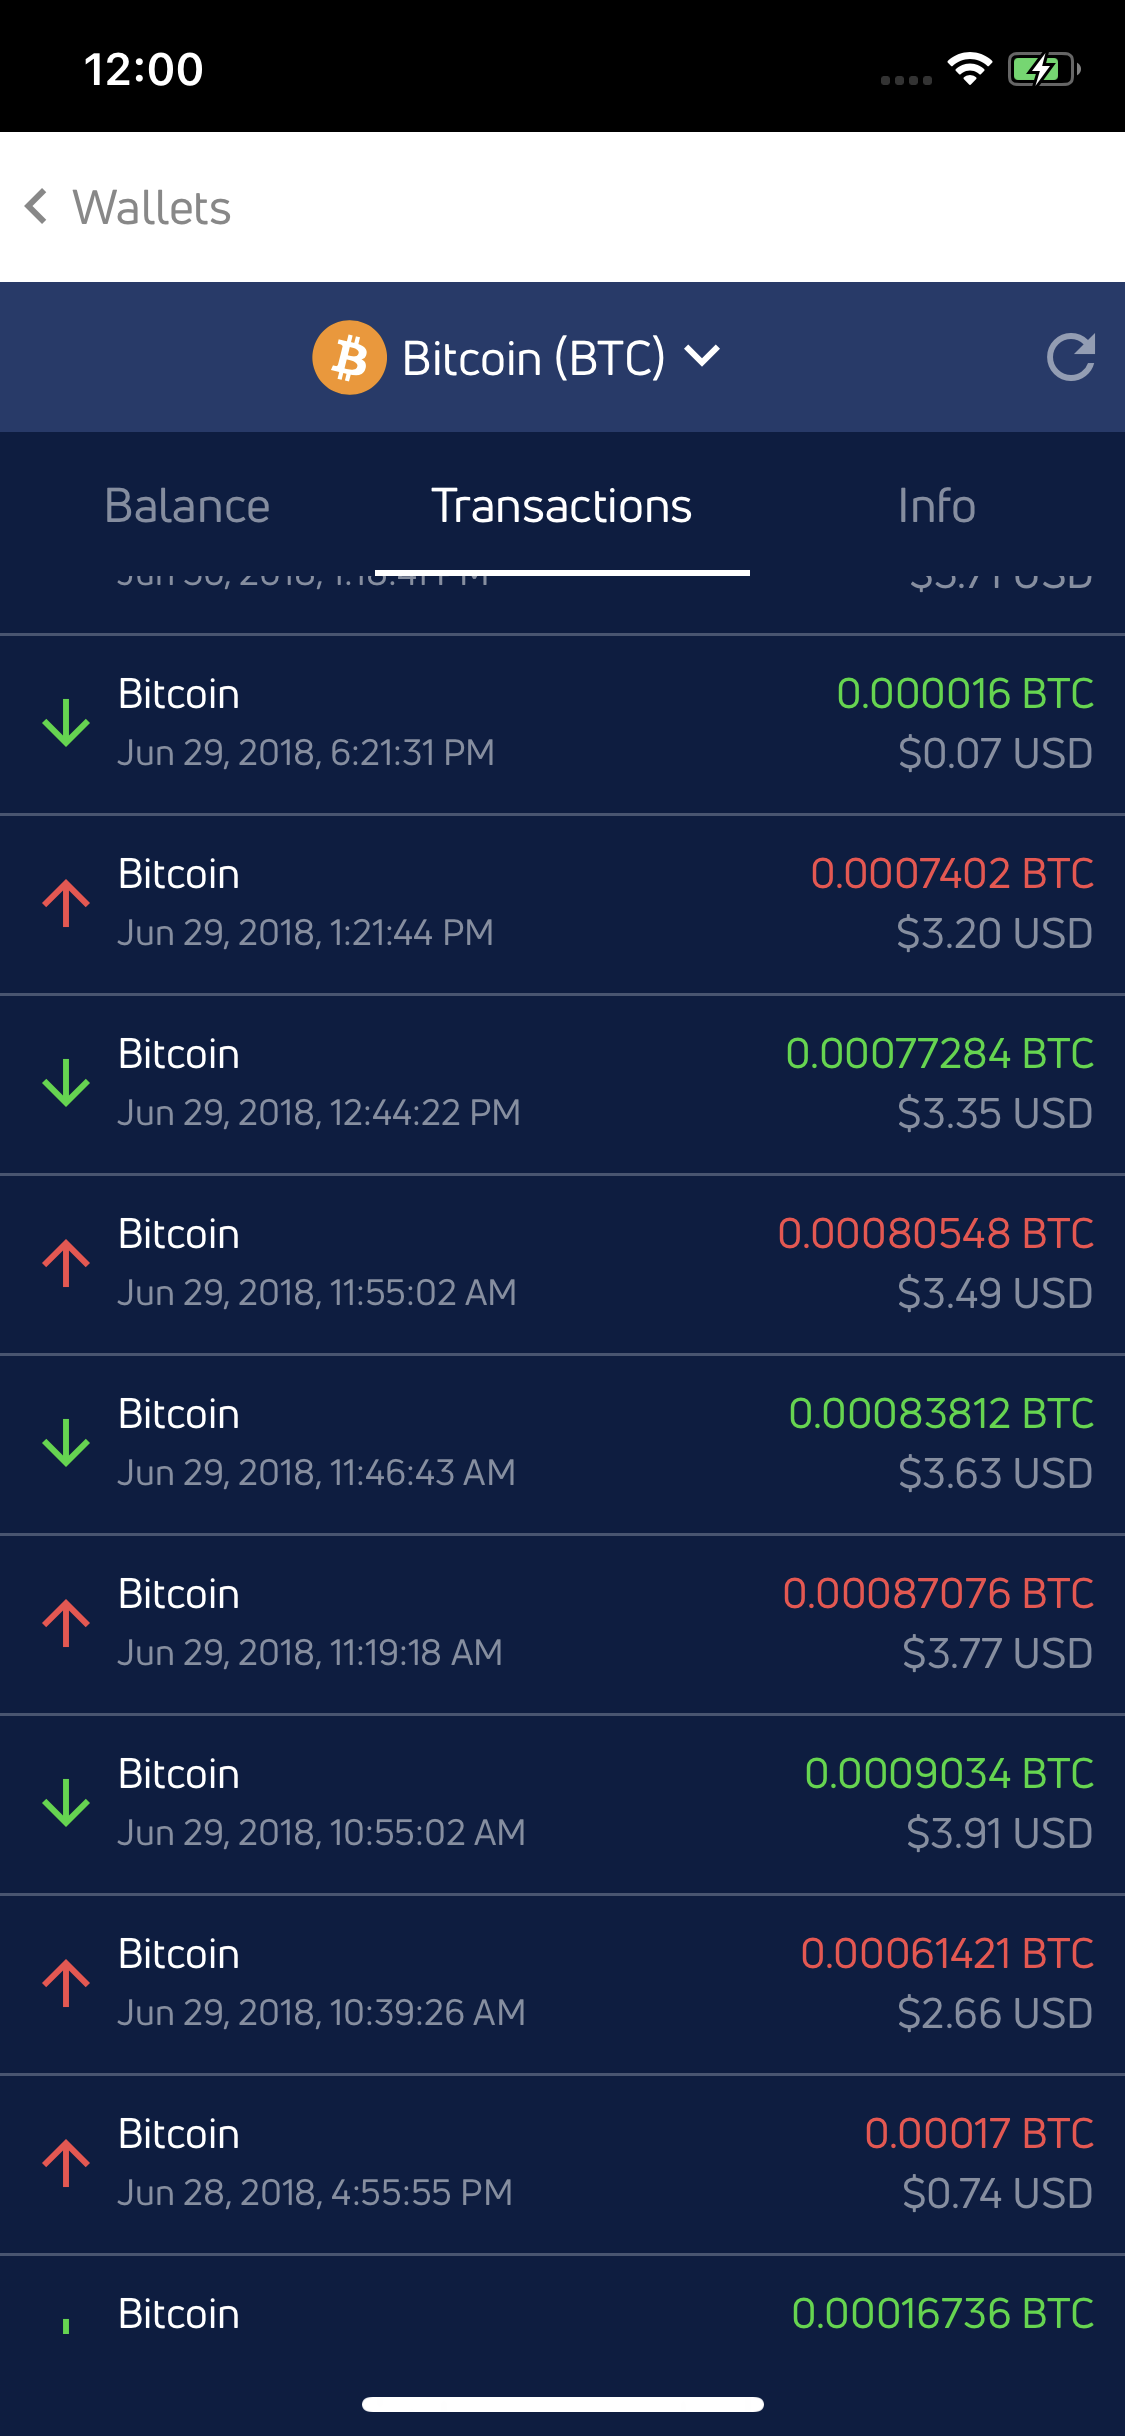 12:00
Wallets
Bitcoin (BTC)
Balance Transactions Info
Bitcoin 0.000016 BTC
Jun 29, 2018, 6:21:31 PM $0.07 USD
Bitcoin 0.0007402 BTC
Jun 29, 2018, 1:21:44 PM $3.20 USD
Bitcoin 0.00077284 BTC
Jun 29, 2018, 12:44:22 PM $3.35 USD
Bitcoin 0.00080548 BTC
Jun 29, 2018, 11:55:02 AM $3.49 USD
Bitcoin 0.00083812 BTC
Jun 29, 2018, 11:46:43 AM $3.63 USD
Bitcoin 0.00087076 BTC
Jun 29, 2018, 11:19:18 AM $3.77 USD
Bitcoin 0.0009034 BTC
Jun 29, 2018, 10:55:02 AM $3.91 USD
Bitcoin 0.00061421 BTC
Jun 29, 2018, 10:39:26 AM $2.66 USD
Bitcoin 0.00017 BTC
Jun 28, 2018, 4:55:55 PM $0.74 USD
Bitcoin 0.00016736 BTC